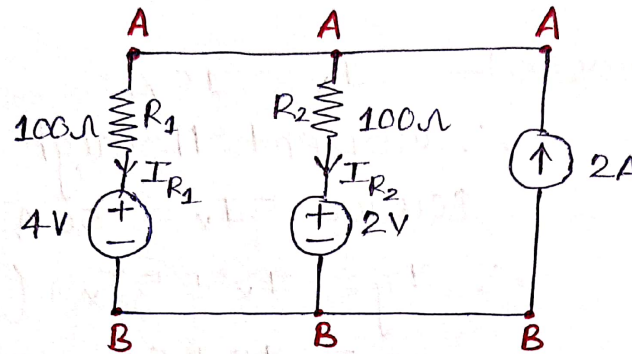 A A A
100Ω R1 R2 100Ω
IR1 IR2 2A
4V + − + − 2V
B B B